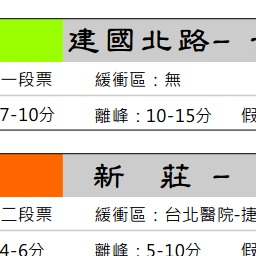 建國北路-
一段票 緩衝區：無
7-10分 離峰：10-15分 假
新 莊 -
二段票 緩衝區：台北醫院-捷
4-6分 離峰：5-10分 假